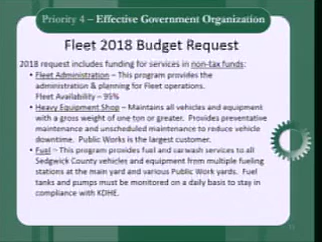 Priority 4 – Effective Government Organization
Fleet 2018 Budget Request
2018 request includes funding for services in non-tax funds:
• Fleet Administration – This program provides the
administration & planning for Fleet operations.
Fleet Availability – 95%
• Heavy Equipment Shop – Maintains all vehicles and equipment
with a gross weight of one ton or greater. Provides preventative
maintenance and unscheduled maintenance to reduce vehicle
downtime. Public Works is the largest customer.
• Fuel – This program provides fuel and carwash services to all
Sedgwick County vehicles and equipment from multiple fueling
stations at the main yard and various Public Work yards. Fuel
tanks and pumps must be monitored on a daily basis to stay in
compliance with KDHE.